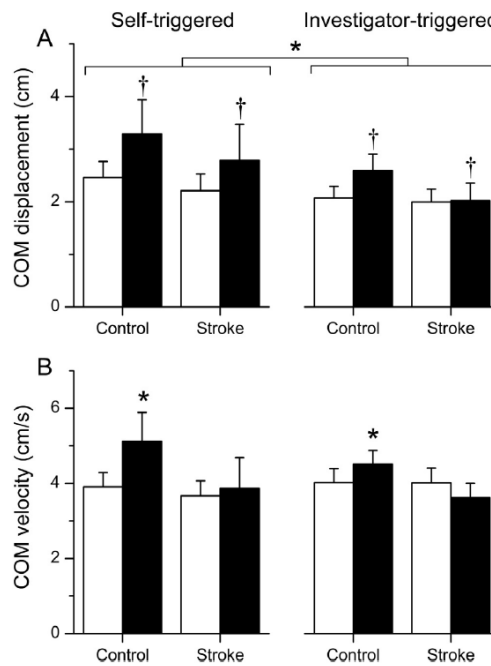 Self-triggered Investigator-triggered
A
*
COM displacement (cm)
4
2
0
† † † †
Control Stroke Control Stroke
B
COM velocity (cm/s)
6
4
2
0
* *
Control Stroke Control Stroke